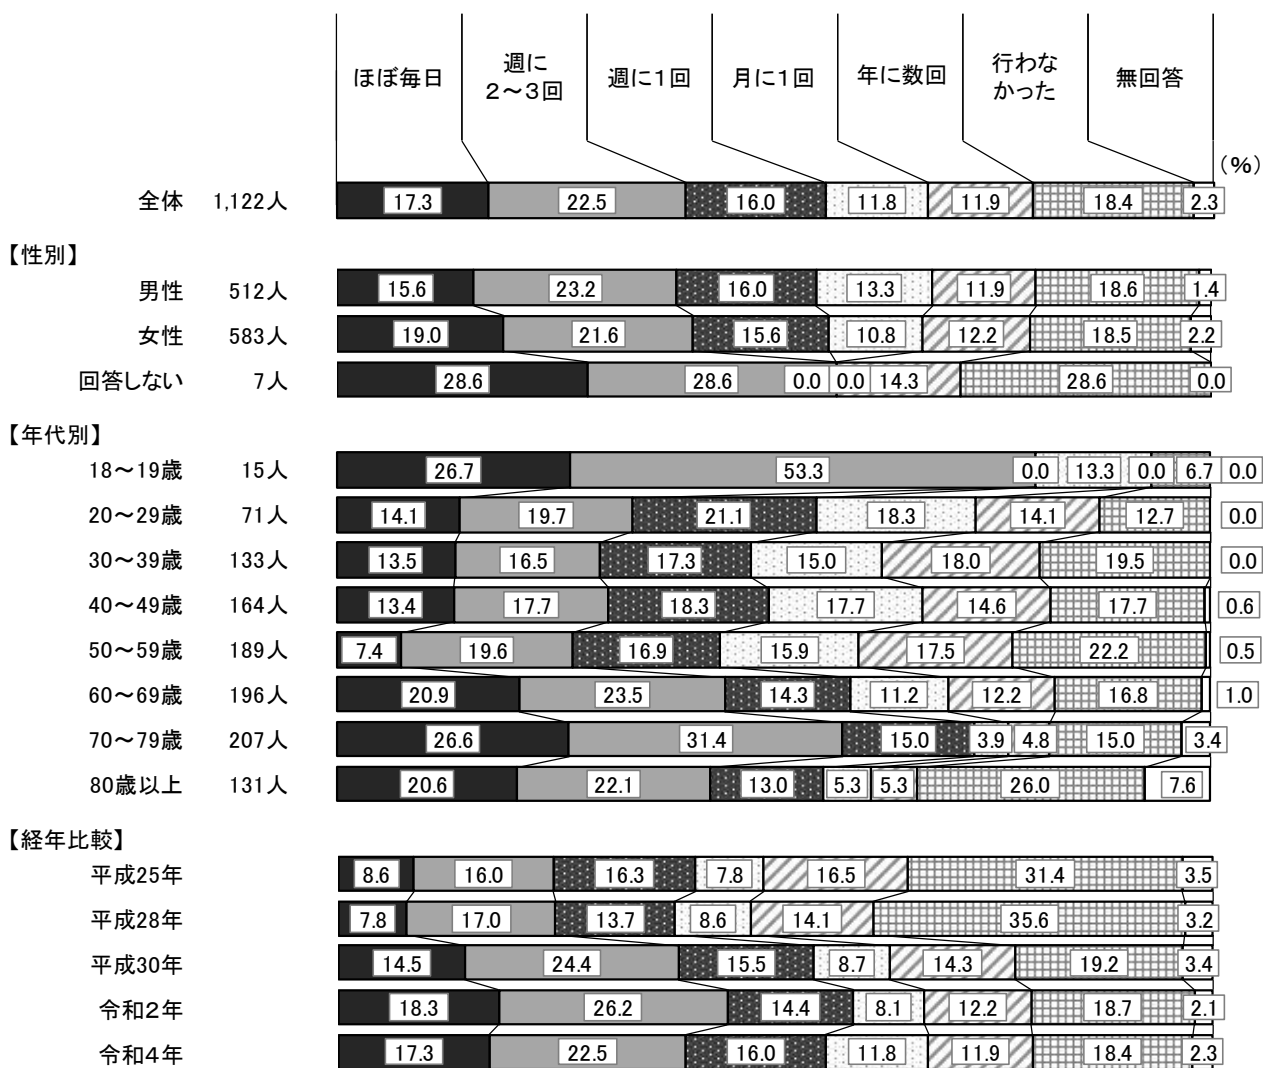 ほぼ毎日 週に２～３回 週に１回 月に１回 年に数回 行わなかった 無回答
(%)
全体 1,122人 17.3 22.5 16.0 11.8 11.9 18.4 2.3
【性別】
男性 512人 15.6 23.2 16.0 13.3 11.9 18.6 1.4
女性 583人 19.0 21.6 15.6 10.8 12.2 18.5 2.2
回答しない 7人 28.6 28.6 0.0 0.0 14.3 28.6 0.0
【年代別】
18～19歳 15人 26.7 53.3 0.0 13.3 0.0 6.7 0.0
20～29歳 71人 14.1 19.7 21.1 18.3 14.1 12.7 0.0
30～39歳 133人 13.5 16.5 17.3 15.0 18.0 19.5 0.0
40～49歳 164人 13.4 17.7 18.3 17.7 14.6 17.7 0.6
50～59歳 189人 7.4 19.6 16.9 15.9 17.5 22.2 0.5
60～69歳 196人 20.9 23.5 14.3 11.2 12.2 16.8 1.0
70～79歳 207人 26.6 31.4 15.0 3.9 4.8 15.0 3.4
80歳以上 131人 20.6 22.1 13.0 5.3 5.3 26.0 7.6
【経年比較】
平成25年 8.6 16.0 16.3 7.8 16.5 31.4 3.5
平成28年 7.8 17.0 13.7 8.6 14.1 35.6 3.2
平成30年 14.5 24.4 15.5 8.7 14.3 19.2 3.4
令和２年 18.3 26.2 14.4 8.1 12.2 18.7 2.1
令和４年 17.3 22.5 16.0 11.8 11.9 18.4 2.3